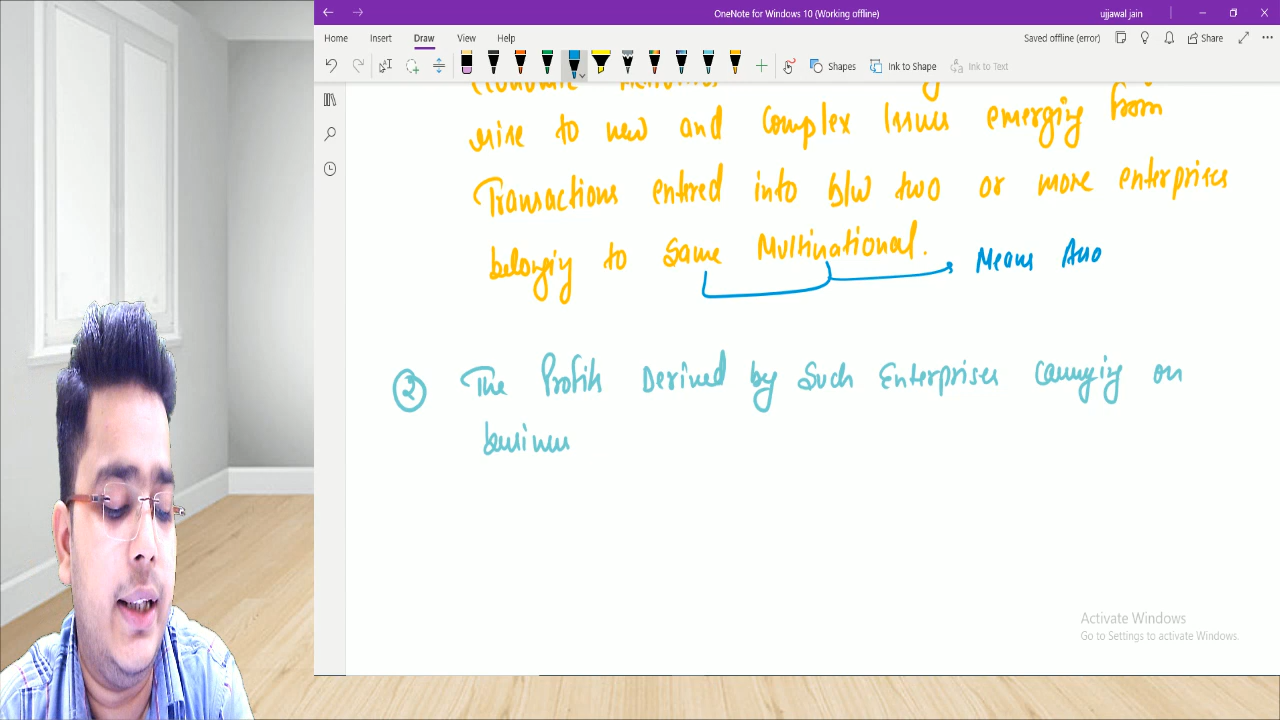 OneNote for Windows 10 (Working offline)
ujjawal jain
Home Insert Draw View Help
Saved offline (error)
Share
Shapes
Ink to Shape
Ink to Text
rise to new and Complex Issues emerging from
Transactions entered into b/w two or more enterprises
belonging to Same Multinational.
Means Asso
② The Profits Derived by Such Enterprises Carrying on
business
Activate Windows
Go to Settings to activate Windows.